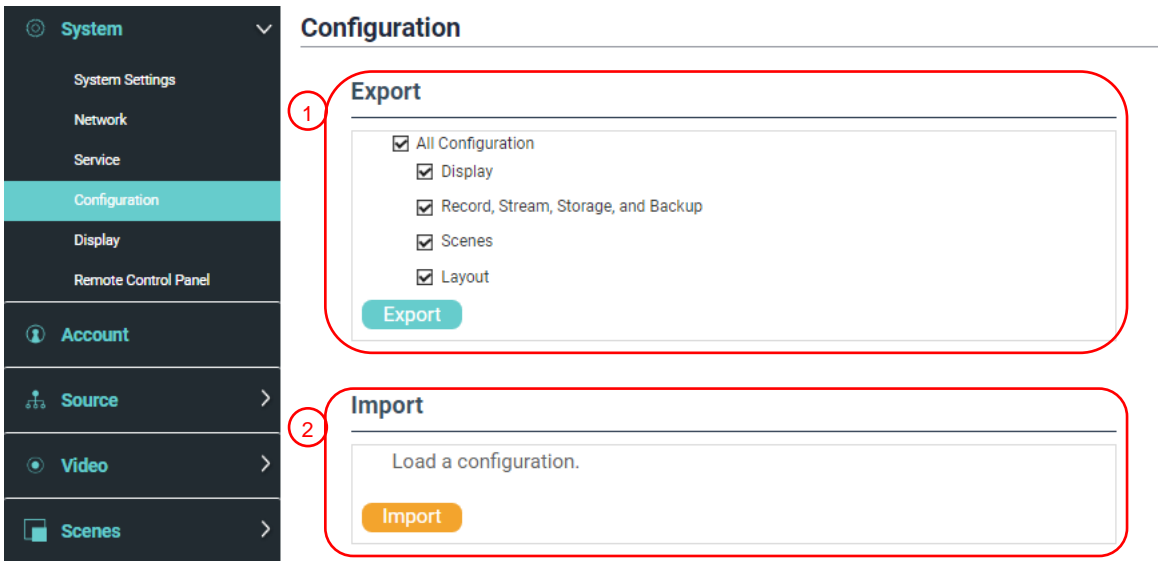 System
System Settings
Network
Service
Configuration
Display
Remote Control Panel
Account
Source
Video
Scenes
Configuration
1
Export
All Configuration
Display
Record, Stream, Storage, and Backup
Scenes
Layout
Export
2
Import
Load a configuration.
Import